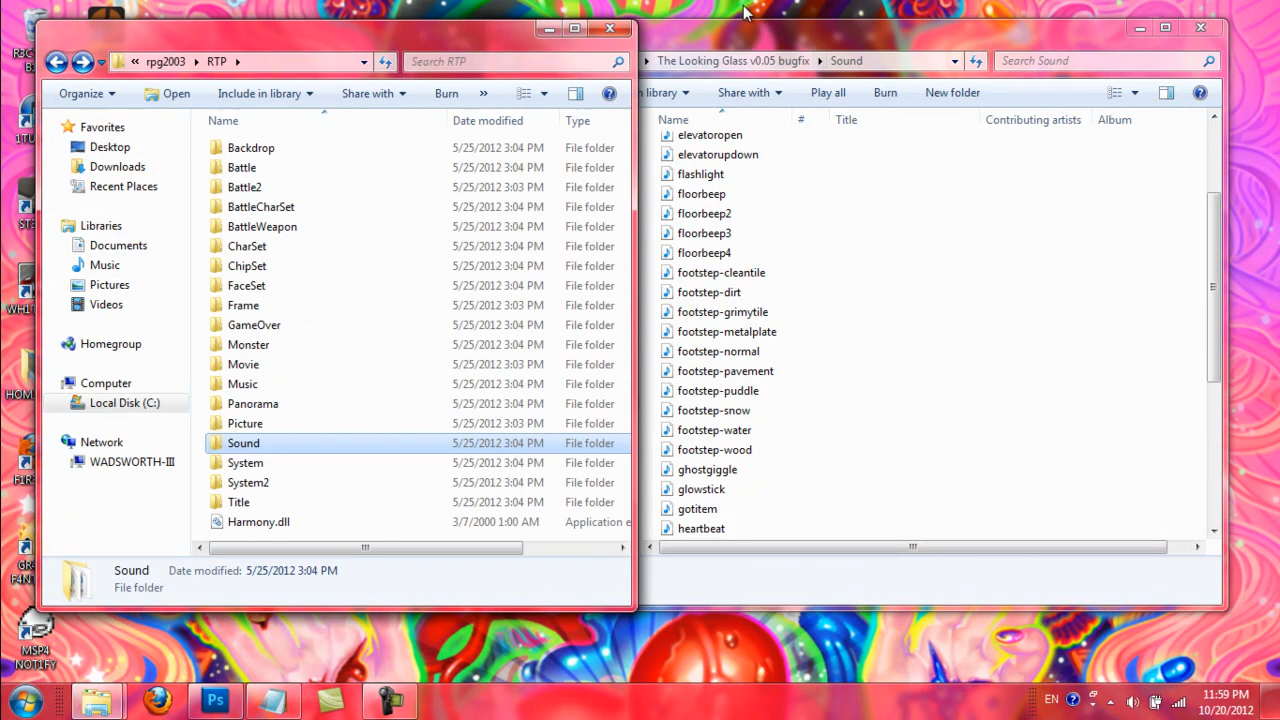 R3C
B1
rpg2003 RTP
Search RTP
The Looking Glass v0.05 bugfix Sound
Search Sound
Organize Open Include in library Share with Burn »
n library Share with Play all Burn New folder
Name Date modified Type
Name # Title Contributing artists Album
Favorites
Desktop
Downloads
Recent Places
Libraries
Documents
Music
Pictures
Videos
Homegroup
Computer
Local Disk (C:)
Network
WADSWORTH-III
Backdrop 5/25/2012 3:04 PM File folder
Battle 5/25/2012 3:04 PM File folder
Battle2 5/25/2012 3:03 PM File folder
BattleCharSet 5/25/2012 3:04 PM File folder
BattleWeapon 5/25/2012 3:04 PM File folder
CharSet 5/25/2012 3:04 PM File folder
ChipSet 5/25/2012 3:04 PM File folder
FaceSet 5/25/2012 3:04 PM File folder
Frame 5/25/2012 3:03 PM File folder
GameOver 5/25/2012 3:04 PM File folder
Monster 5/25/2012 3:04 PM File folder
Movie 5/25/2012 3:03 PM File folder
Music 5/25/2012 3:04 PM File folder
Panorama 5/25/2012 3:04 PM File folder
Picture 5/25/2012 3:03 PM File folder
Sound 5/25/2012 3:04 PM File folder
System 5/25/2012 3:04 PM File folder
System2 5/25/2012 3:04 PM File folder
Title 5/25/2012 3:04 PM File folder
Harmony.dll 3/7/2000 1:00 AM Application e
elevatoropen
elevatorupdown
flashlight
floorbeep
floorbeep2
floorbeep3
floorbeep4
footstep-cleantile
footstep-dirt
footstep-grimytile
footstep-metalplate
footstep-normal
footstep-pavement
footstep-puddle
footstep-snow
footstep-water
footstep-wood
ghostgiggle
glowstick
gotitem
heartbeat
Sound Date modified: 5/25/2012 3:04 PM
File folder
1TU
ST3
WH1T
HOM
F1R3
GR
F4NT
MSP4
NOT1FY
Ps
EN
11:59 PM
10/20/2012